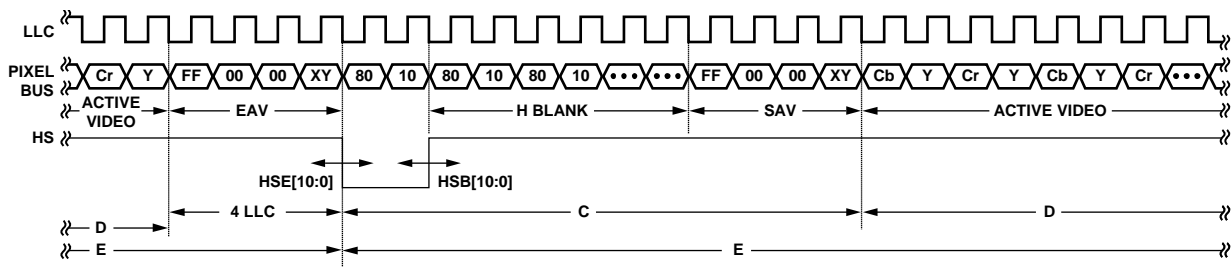 LLC
PIXEL BUS Cr Y FF 00 00 XY 80 10 80 10 80 10 ••• ••• FF 00 00 XY Cb Y Cr Y Cb Y Cr •••
ACTIVE VIDEO EAV H BLANK SAV ACTIVE VIDEO
HS
HSE[10:0] HSB[10:0]
4 LLC C D
D
E E